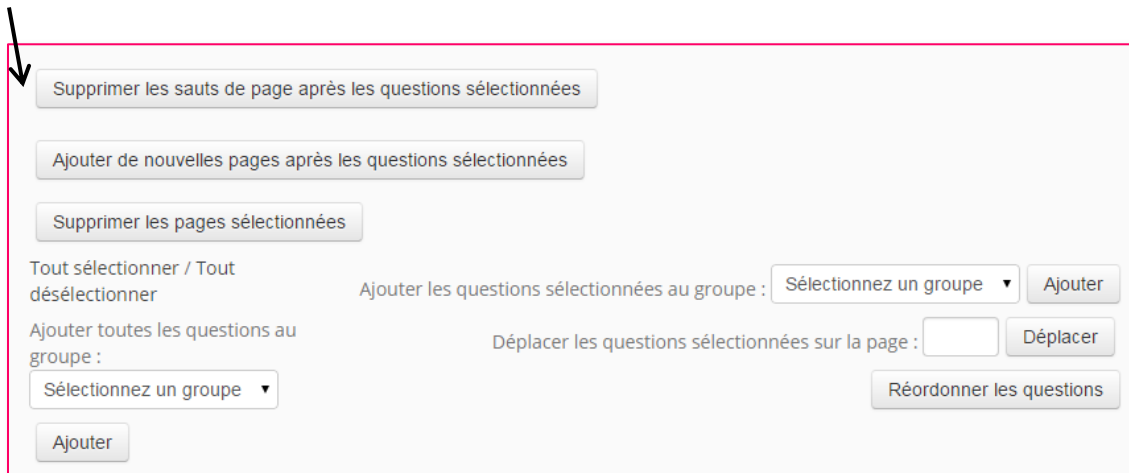 Supprimer les sauts de page après les questions sélectionnées
Ajouter de nouvelles pages après les questions sélectionnées
Supprimer les pages sélectionnées
Tout sélectionner / Tout
désélectionner
Ajouter les questions sélectionnées au groupe : Sélectionnez un groupe Ajouter
Ajouter toutes les questions au
groupe :
Déplacer les questions sélectionnées sur la page : Déplacer
Sélectionnez un groupe
Réordonner les questions
Ajouter